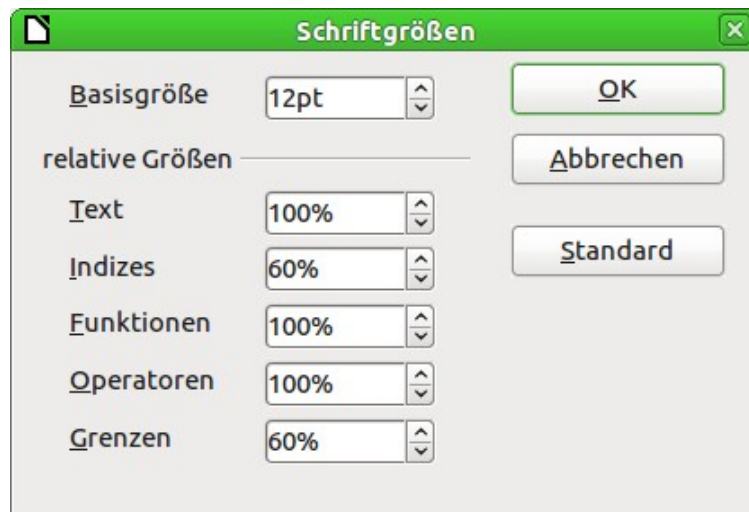 Schriftgrößen
Basisgröße 12pt OK
relative Größen Abbrechen
Text 100%
Standard
Indizes 60%
Funktionen 100%
Operatoren 100%
Grenzen 60%